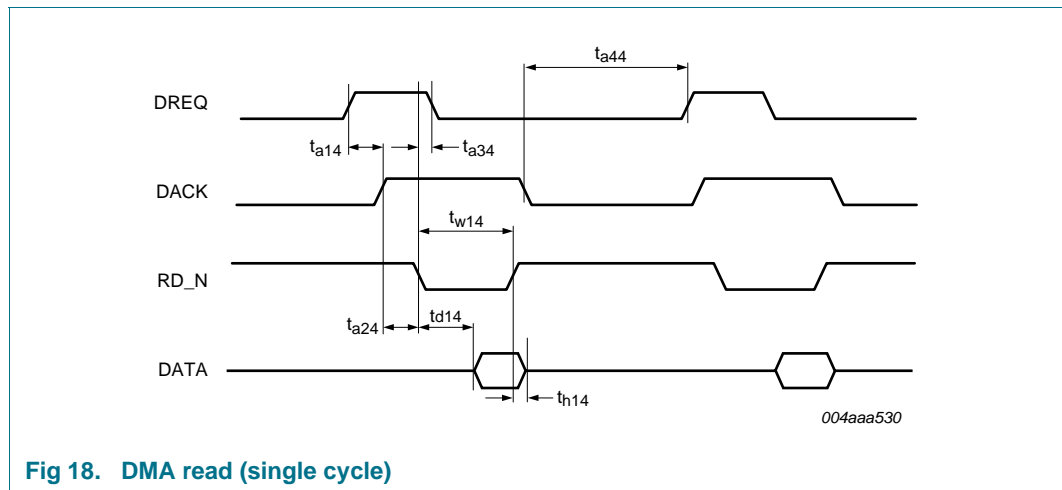 t_a44
DREQ
t_a14
t_a34
DACK
t_w14
RD_N
t_a24
td14
DATA
t_h14
004aaa530
Fig 18. DMA read (single cycle)